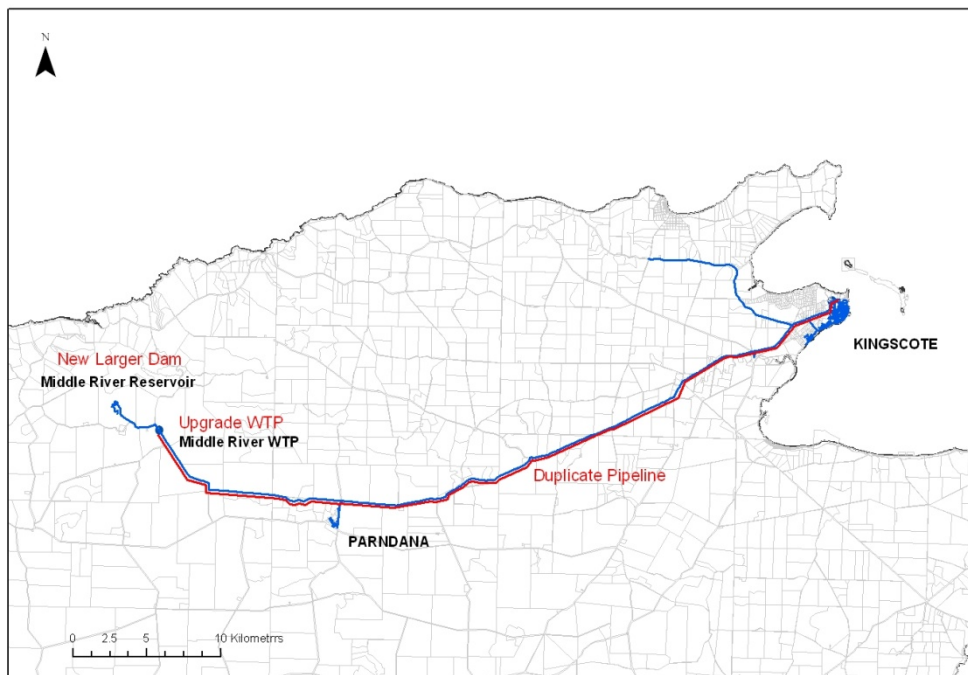 N
KINGSCOTE
New Larger Dam
Middle River Reservoir
Upgrade WTP
Middle River WTP
Duplicate Pipeline
PARNDANA
0 2.5 5 10 Kilometrrs